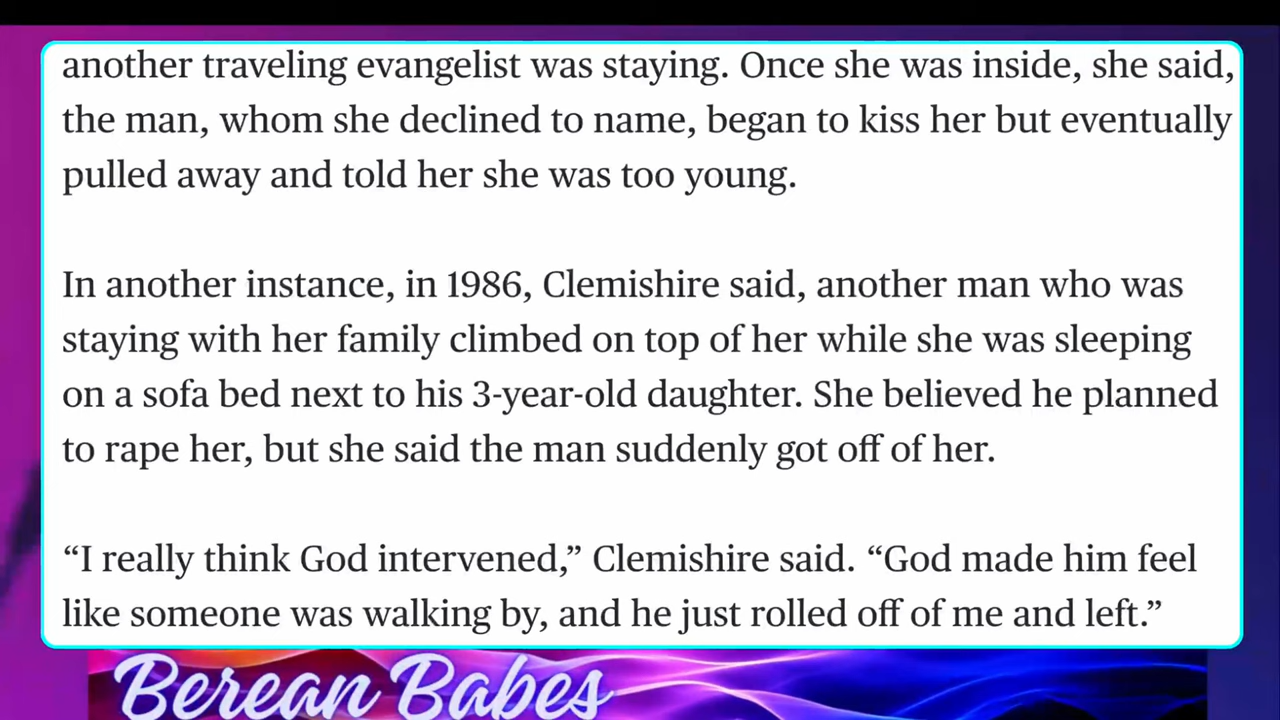 another traveling evangelist was staying. Once she was inside, she said,
the man, whom she declined to name, began to kiss her but eventually
pulled away and told her she was too young.
In another instance, in 1986, Clemishire said, another man who was
staying with her family climbed on top of her while she was sleeping
on a sofa bed next to his 3-year-old daughter. She believed he planned
to rape her, but she said the man suddenly got off of her.
“I really think God intervened,” Clemishire said. “God made him feel
like someone was walking by, and he just rolled off of me and left.”
Berean Babes